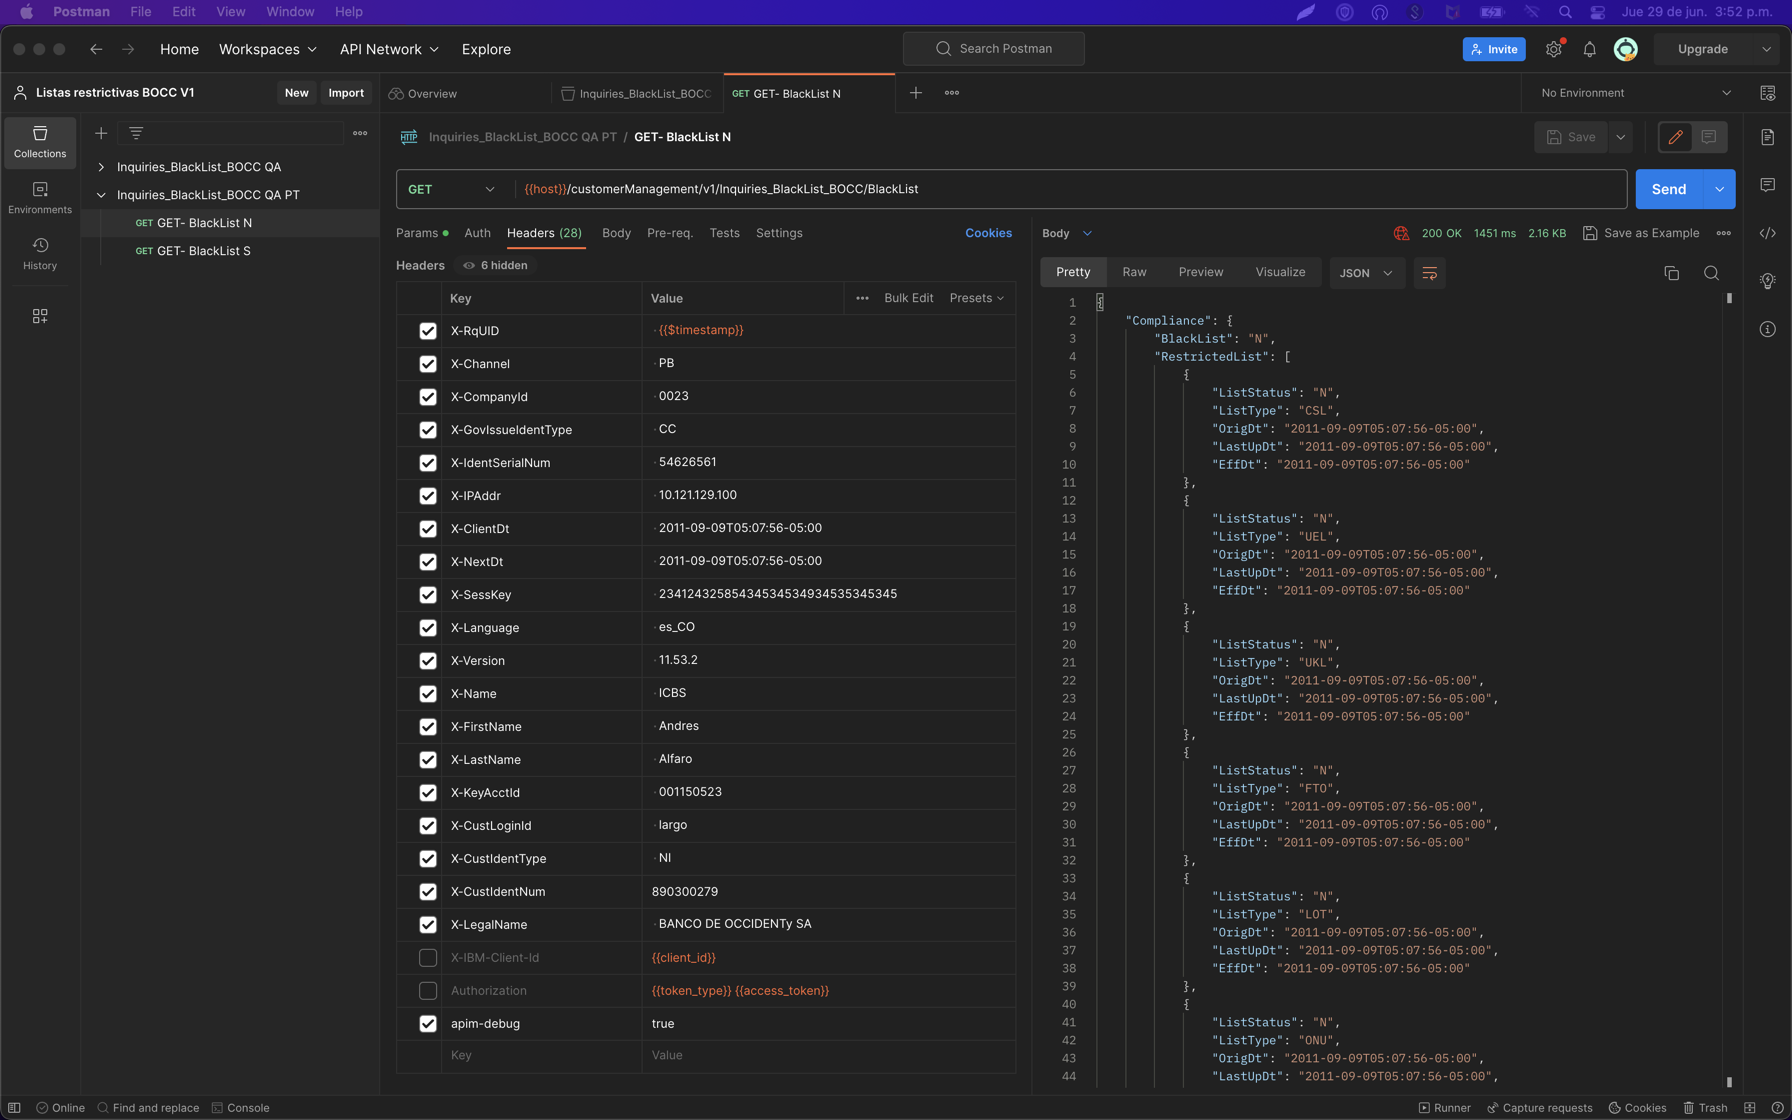 Postman File Edit View Window Help Jue 29 de jun. 3:52 p.m.
Home Workspaces API Network Explore Search Postman Invite Upgrade
Listas restrictivas BOCC V1 New Import Overview Inquiries_BlackList_BOCC GET GET- BlackList N No Environment
Collections
Environments
History
Inquiries_BlackList_BOCC QA
Inquiries_BlackList_BOCC QA PT
GET GET- BlackList N
GET GET- BlackList S
HTTP Inquiries_BlackList_BOCC QA PT / GET- BlackList N Save
GET {{host}}/customerManagement/v1/Inquiries_BlackList_BOCC/BlackList Send
Params Auth Headers (28) Body Pre-req. Tests Settings Cookies
Headers 6 hidden
Key Value Bulk Edit Presets
X-RqUID {{$timestamp}}
X-Channel PB
X-CompanyId 0023
X-GovIssueIdentType CC
X-IdentSerialNum 54626561
X-IPAddr 10.121.129.100
X-ClientDt 2011-09-09T05:07:56-05:00
X-NextDt 2011-09-09T05:07:56-05:00
X-SessKey 23412432585434534534934535345345
X-Language es_CO
X-Version 11.53.2
X-Name ICBS
X-FirstName Andres
X-LastName Alfaro
X-KeyAcctId 001150523
X-CustLoginId largo
X-CustIdentType NI
X-CustIdentNum 890300279
X-LegalName BANCO DE OCCIDENTy SA
X-IBM-Client-Id {{client_id}}
Authorization {{token_type}} {{access_token}}
apim-debug true
Key Value
Body 200 OK 1451 ms 2.16 KB Save as Example
Pretty Raw Preview Visualize JSON
1 {
2 "Compliance": {
3 "BlackList": "N",
4 "RestrictedList": [
5 {
6 "ListStatus": "N",
7 "ListType": "CSL",
8 "OrigDt": "2011-09-09T05:07:56-05:00",
9 "LastUpDt": "2011-09-09T05:07:56-05:00",
10 "EffDt": "2011-09-09T05:07:56-05:00"
11 },
12 {
13 "ListStatus": "N",
14 "ListType": "UEL",
15 "OrigDt": "2011-09-09T05:07:56-05:00",
16 "LastUpDt": "2011-09-09T05:07:56-05:00",
17 "EffDt": "2011-09-09T05:07:56-05:00"
18 },
19 {
20 "ListStatus": "N",
21 "ListType": "UKL",
22 "OrigDt": "2011-09-09T05:07:56-05:00",
23 "LastUpDt": "2011-09-09T05:07:56-05:00",
24 "EffDt": "2011-09-09T05:07:56-05:00"
25 },
26 {
27 "ListStatus": "N",
28 "ListType": "FTO",
29 "OrigDt": "2011-09-09T05:07:56-05:00",
30 "LastUpDt": "2011-09-09T05:07:56-05:00",
31 "EffDt": "2011-09-09T05:07:56-05:00"
32 },
33 {
34 "ListStatus": "N",
35 "ListType": "LOT",
36 "OrigDt": "2011-09-09T05:07:56-05:00",
37 "LastUpDt": "2011-09-09T05:07:56-05:00",
38 "EffDt": "2011-09-09T05:07:56-05:00"
39 },
40 {
41 "ListStatus": "N",
42 "ListType": "ONU",
43 "OrigDt": "2011-09-09T05:07:56-05:00",
44 "LastUpDt": "2011-09-09T05:07:56-05:00",
Online Find and replace Console Runner Capture requests Cookies Trash